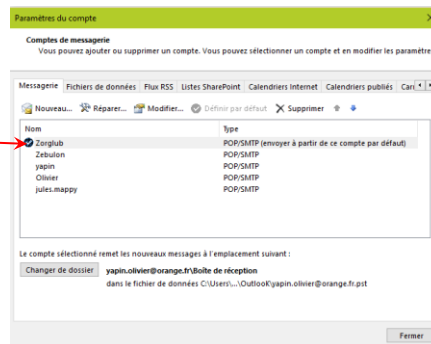 Paramètres du compte
Comptes de messagerie
Vous pouvez ajouter ou supprimer un compte. Vous pouvez sélectionner un compte et en modifier les paramètre
Messagerie Fichiers de données Flux RSS Listes SharePoint Calendriers Internet Calendriers publiés Carı
Nouveau... Réparer... Modifier... Définir par défaut Supprimer
Nom Type
Zorglub POP/SMTP (envoyer à partir de ce compte par défaut)
Zebulon POP/SMTP
yapin POP/SMTP
Olivier POP/SMTP
jules.mappy POP/SMTP
Le compte sélectionné remet les nouveaux messages à l'emplacement suivant :
Changer de dossier yapin.olivier@orange.fr\Boîte de réception
dans le fichier de données C:\Users\...\OutlooK\yapin.olivier@orange.fr.pst
Fermer